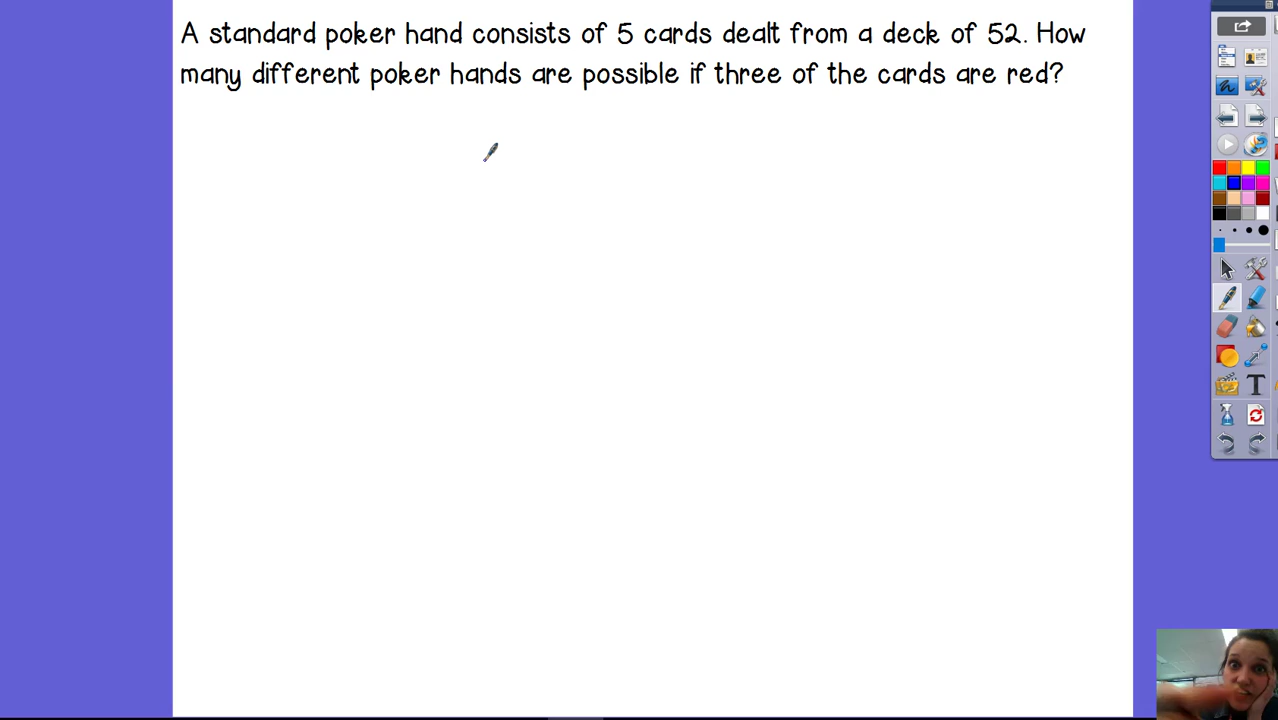 A standard poker hand consists of 5 cards dealt from a deck of 52. How
many different poker hands are possible if three of the cards are red?
T